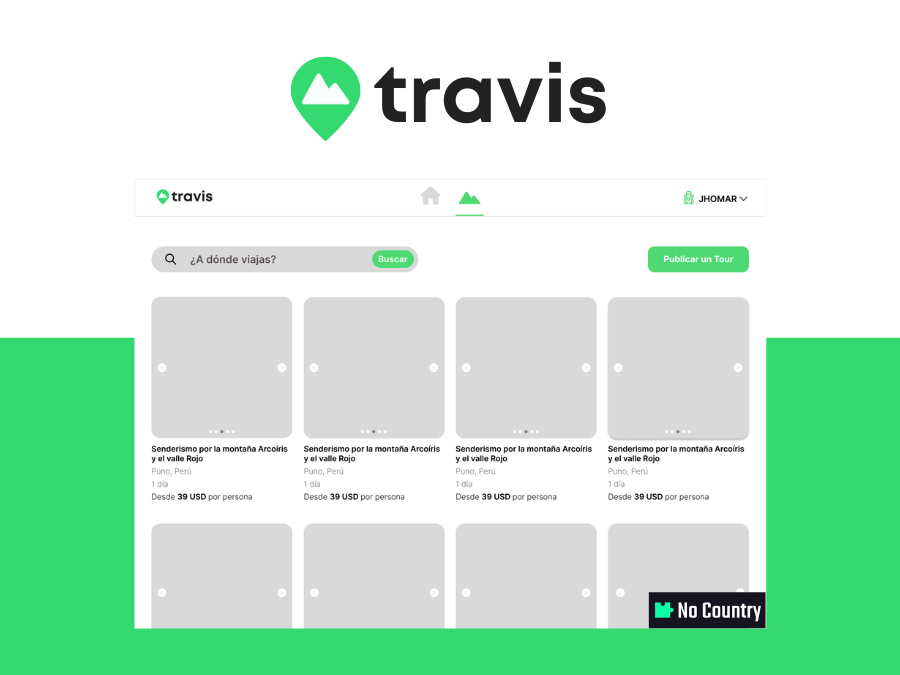 travis
travis
JHOMAR
¿A dónde viajas?
Buscar
Publicar un Tour
Senderismo por la montaña Arcoíris
y el valle Rojo
Puno, Perú
1 día
Desde 39 USD por persona
Senderismo por la montaña Arcoíris
y el valle Rojo
Puno, Perú
1 día
Desde 39 USD por persona
Senderismo por la montaña Arcoíris
y el valle Rojo
Puno, Perú
1 día
Desde 39 USD por persona
Senderismo por la montaña Arcoíris
y el valle Rojo
Puno, Perú
1 día
Desde 39 USD por persona
No Country